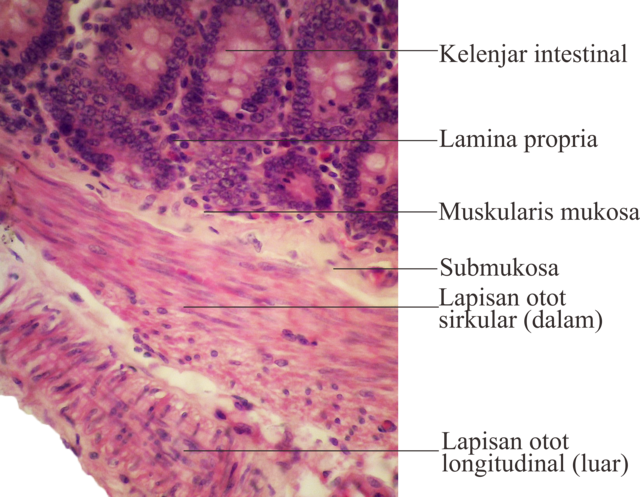 Kelenjar intestinal
Lamina propria
Muskularis mukosa
Submukosa
Lapisan otot
sirkular (dalam)
Lapisan otot
longitudinal (luar)